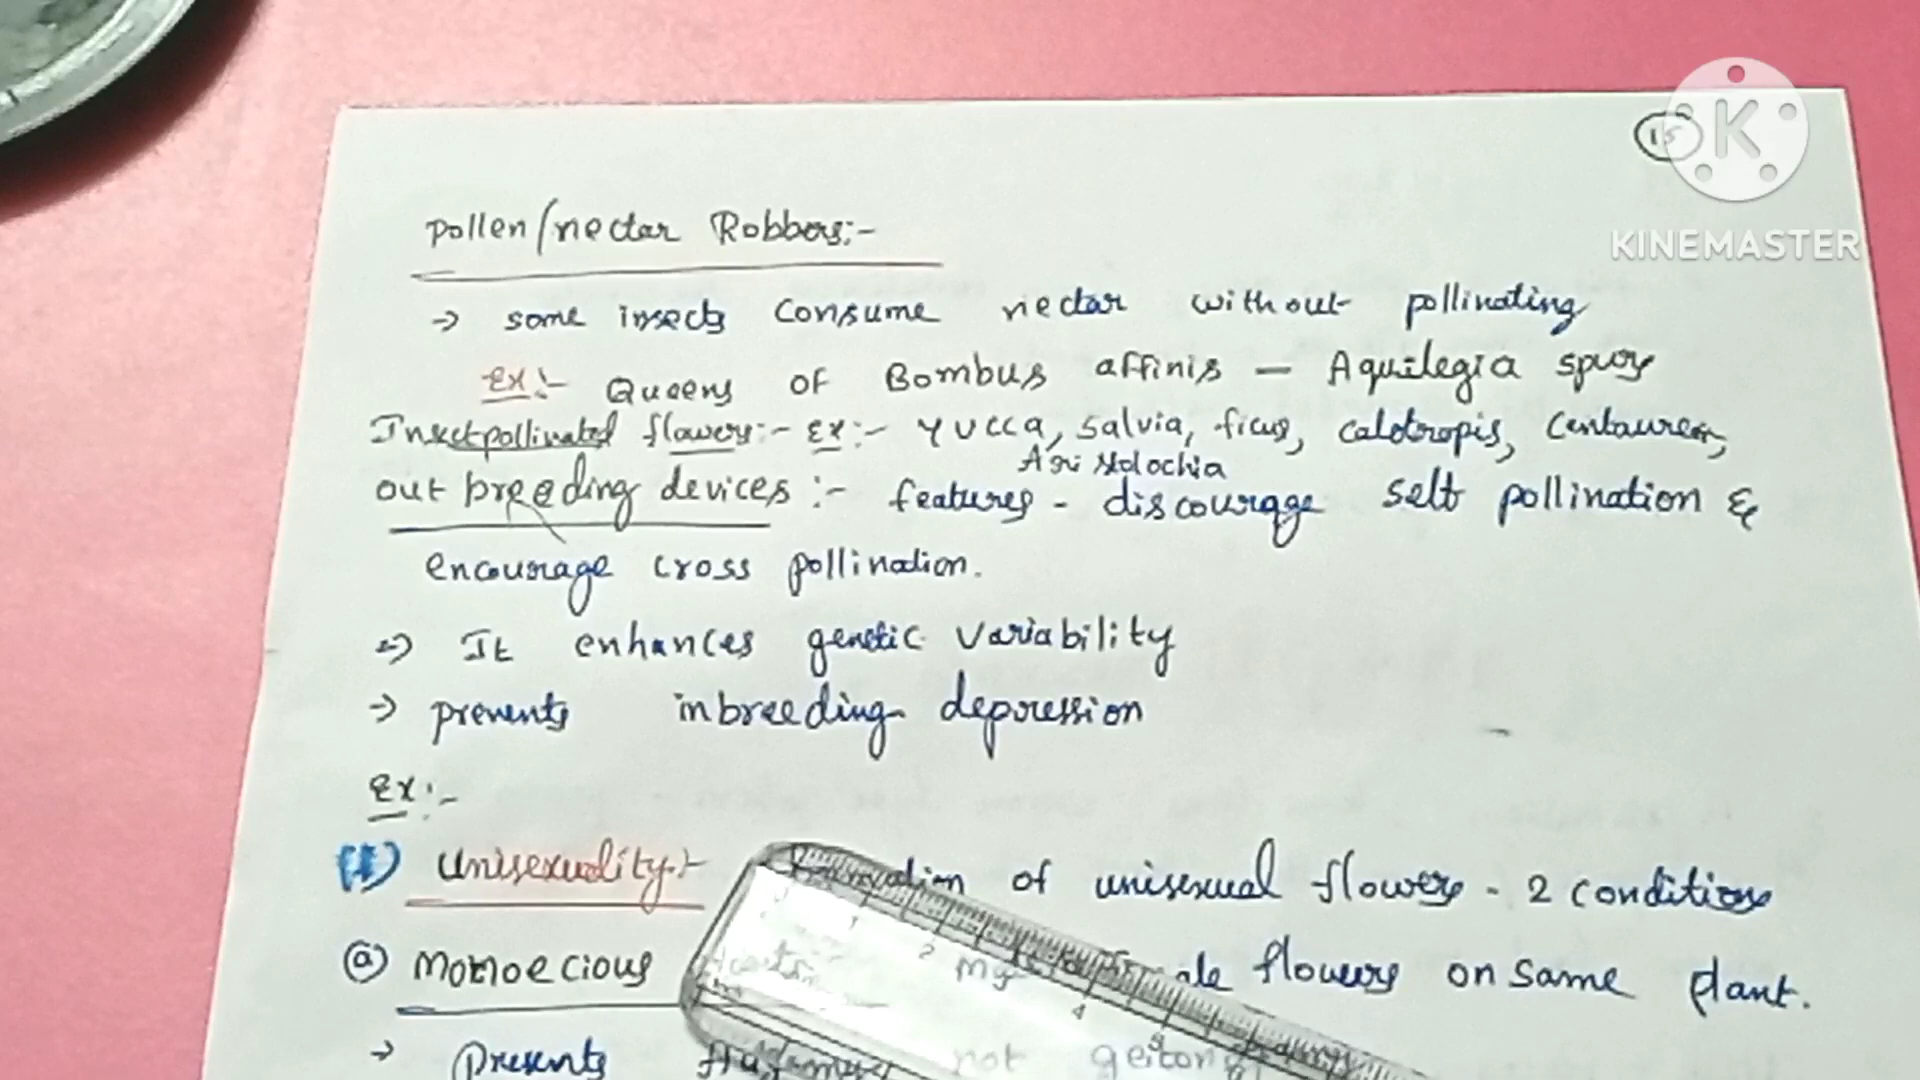 15
KINEMASTER
pollen/nectar Robbers:-
→ some insects consume nectar without pollinating
Ex:- Queens of Bombus affinis — Aquilegia spurs
Insectpollinated flowers:- Ex:- Yucca, Salvia, ficus, Calotropis, Centaurea,
Aristolochia
out breeding devices :- features - discourage self pollination &
encourage cross pollination.
=> It enhances genetic variability
→ prevents inbreeding depression
Ex:-
(1) Unisexuality:- of unisexual flowers - 2 conditions
(a) Monoecious flowers on same plant.
→ Presents not